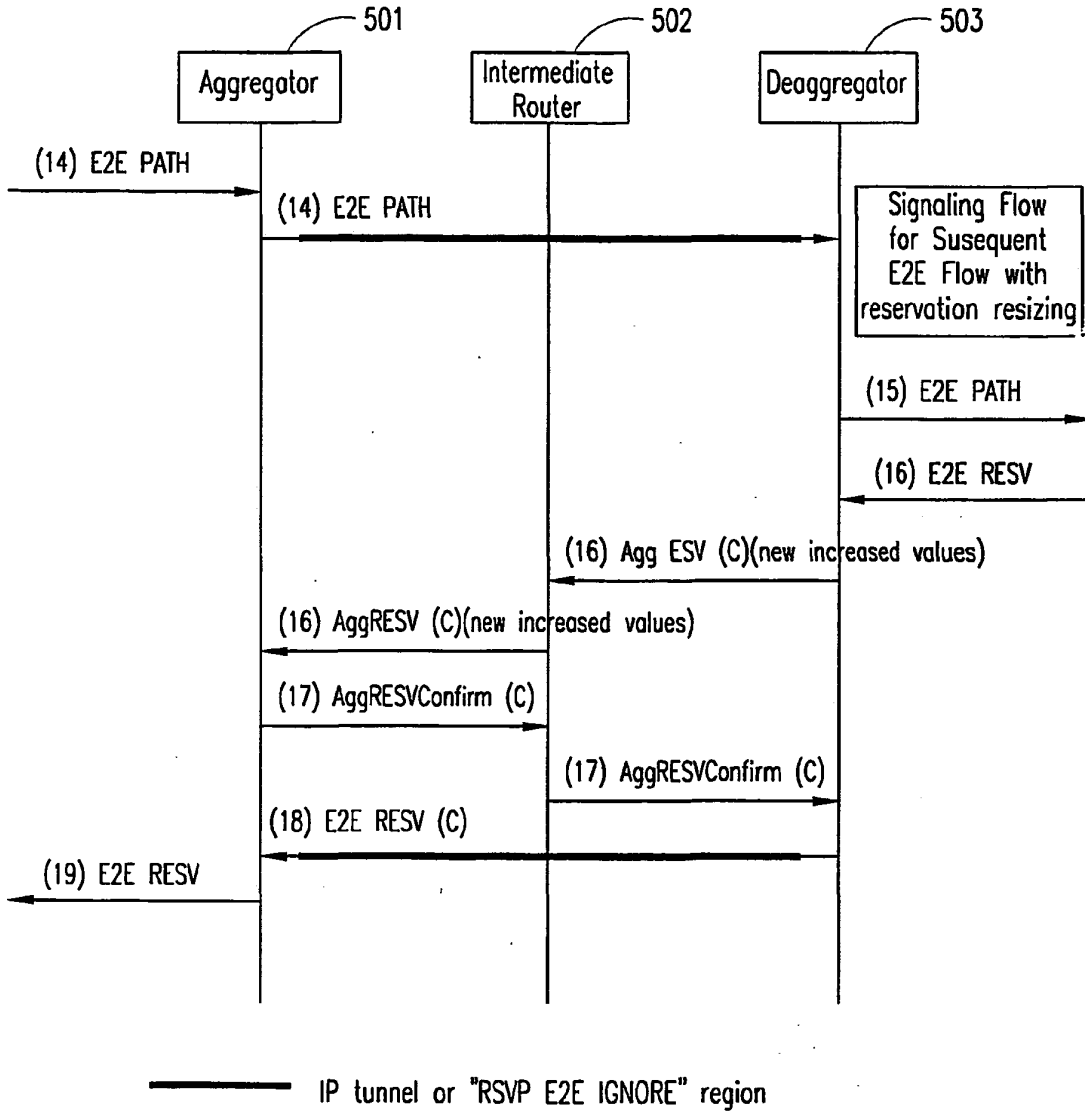 501
502
503
Aggregator
Intermediate
Router
Deaggregator
(14) E2E PATH
(14) E2E PATH
Signaling Flow
for Susequent
E2E Flow with
reservation resizing
(15) E2E PATH
(16) E2E RESV
(16) Agg ESV (C)(new increased values)
(16) AggRESV (C)(new increased values)
(17) AggRESVConfirm (C)
(17) AggRESVConfirm (C)
(18) E2E RESV (C)
(19) E2E RESV
IP tunnel or "RSVP E2E IGNORE" region